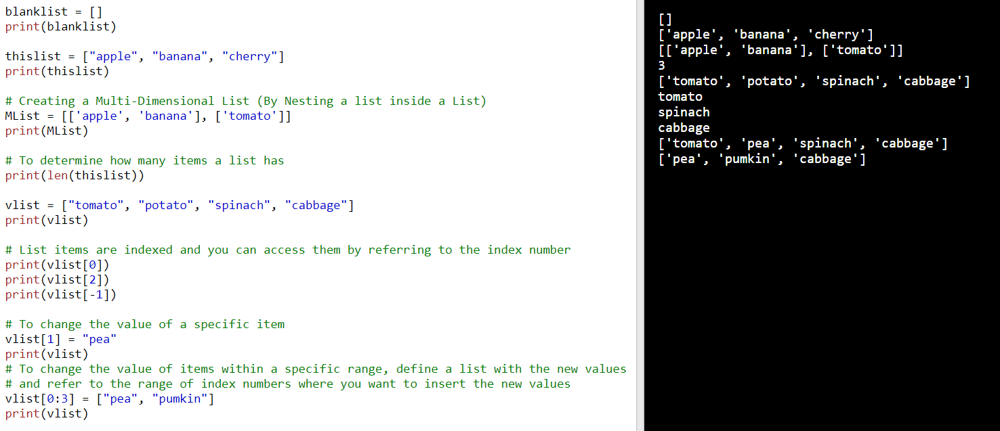 blanklist = []
print(blanklist)
thislist = ["apple", "banana", "cherry"]
print(thislist)
# Creating a Multi-Dimensional List (By Nesting a list inside a List)
MList = [['apple', 'banana'], ['tomato']]
print(MList)
# To determine how many items a list has
print(len(thislist))
vlist = ["tomato", "potato", "spinach", "cabbage"]
print(vlist)
# List items are indexed and you can access them by referring to the index number
print(vlist[0])
print(vlist[2])
print(vlist[-1])
# To change the value of a specific item
vlist[1] = "pea"
print(vlist)
# To change the value of items within a specific range, define a list with the new values
# and refer to the range of index numbers where you want to insert the new values
vlist[0:3] = ["pea", "pumkin"]
print(vlist)
[]
['apple', 'banana', 'cherry']
[['apple', 'banana'], ['tomato']]
3
['tomato', 'potato', 'spinach', 'cabbage']
tomato
spinach
cabbage
['tomato', 'pea', 'spinach', 'cabbage']
['pea', 'pumkin', 'cabbage']